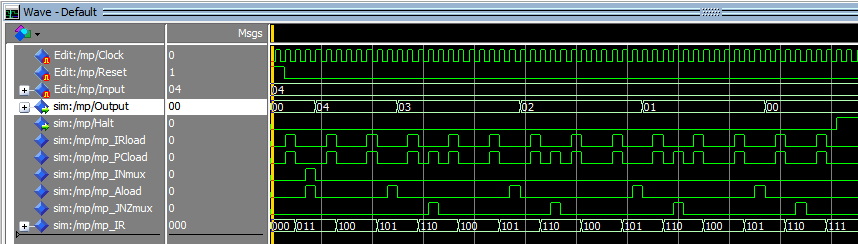 Wave - Default
Msgs
Edit:/mp/Clock 0
Edit:/mp/Reset 1
Edit:/mp/Input 04 04
sim:/mp/Output 00 00 04 03 02 01 00
sim:/mp/Halt 0
sim:/mp/mp_IRload 0
sim:/mp/mp_PCload 0
sim:/mp/mp_INmux 0
sim:/mp/mp_Aload 0
sim:/mp/mp_JNZmux 0
sim:/mp/mp_IR 000 000 011 100 101 110 100 101 110 100 101 110 100 101 110 111